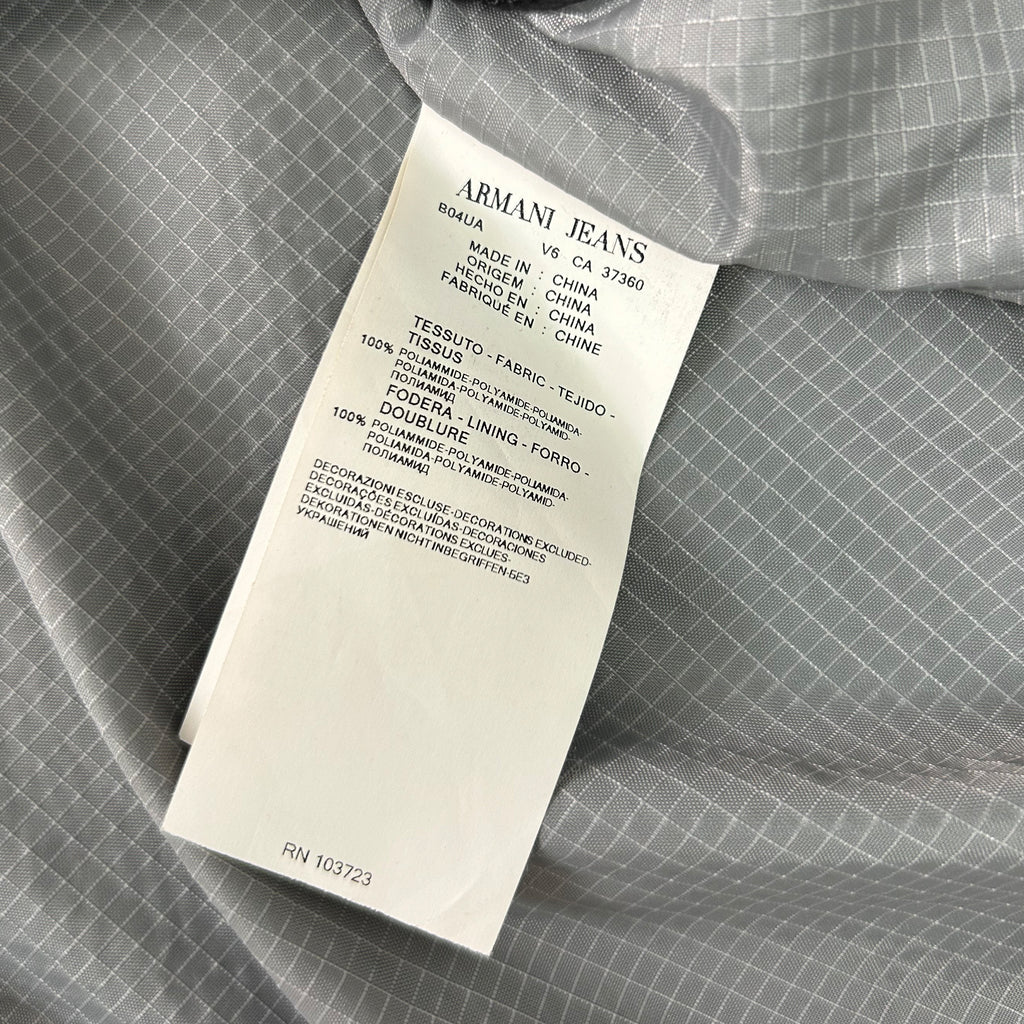 ARMANI JEANS
B04UA V6 CA 37360
MADE IN : CHINA
ORIGEM : CHINA
HECHO EN : CHINA
FABRIQUÉ EN : CHINE
TESSUTO - FABRIC - TEJIDO -
TISSUS
100% POLIAMMIDE-POLYAMIDE-POLIAMIDA-
POLIAMIDA-POLYAMIDE-POLYAMID-
ПОЛИАМИД
FODERA - LINING - FORRO -
DOUBLURE
100% POLIAMMIDE-POLYAMIDE-POLIAMIDA-
POLIAMIDA-POLYAMIDE-POLYAMID-
ПОЛИАМИД
DECORAZIONI ESCLUSE-DECORATIONS EXCLUDED-
DECORAÇÕES EXCLUÍDAS-DECORACIONES
EXCLUIDAS-DÉCORATIONS EXCLUES-
DEKORATIONEN NICHT INBEGRIFFEN-БЕЗ
УКРАШЕНИЙ
RN 103723